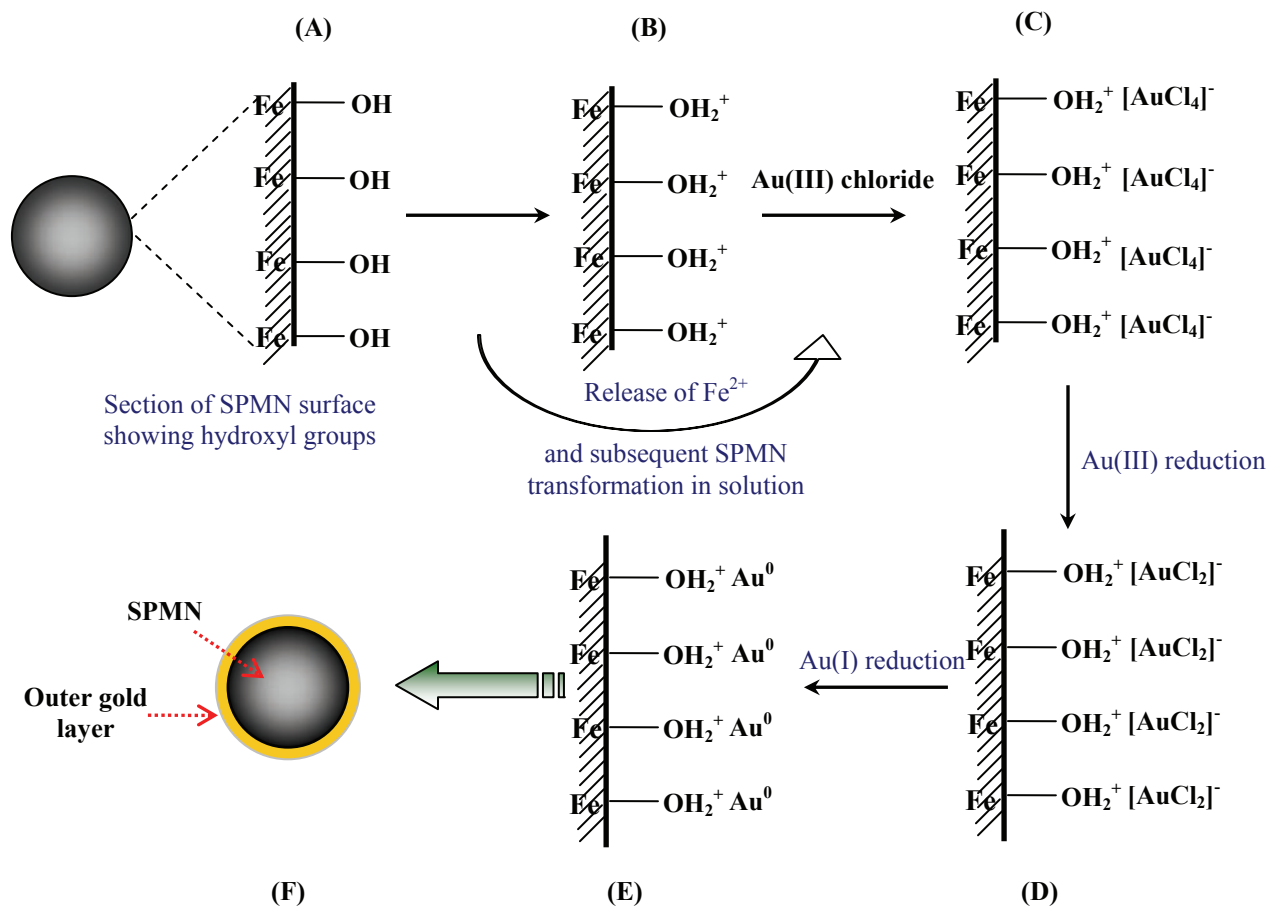 (A)
(B)
(C)
Fe OH
Fe OH
Fe OH
Fe OH
Section of SPMN surface
showing hydroxyl groups
Fe OH₂⁺
Fe OH₂⁺
Fe OH₂⁺
Fe OH₂⁺
Release of Fe²⁺
and subsequent SPMN
transformation in solution
Au(III) chloride
Fe OH₂⁺ [AuCl₄]⁻
Fe OH₂⁺ [AuCl₄]⁻
Fe OH₂⁺ [AuCl₄]⁻
Fe OH₂⁺ [AuCl₄]⁻
Au(III) reduction
Fe OH₂⁺ [AuCl₂]⁻
Fe OH₂⁺ [AuCl₂]⁻
Fe OH₂⁺ [AuCl₂]⁻
Fe OH₂⁺ [AuCl₂]⁻
Au(I) reduction
Fe OH₂⁺ Au⁰
Fe OH₂⁺ Au⁰
Fe OH₂⁺ Au⁰
Fe OH₂⁺ Au⁰
SPMN
Outer gold
layer
(F)
(E)
(D)